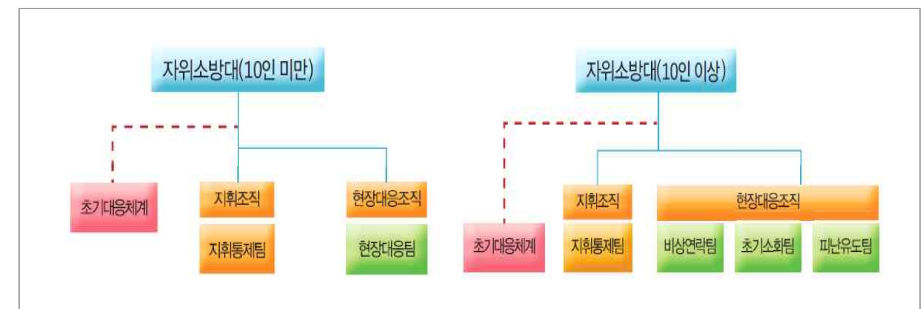 자위소방대(10인 미만)
초기대응체계
지휘조직
지휘통제팀
현장대응조직
현장대응팀
자위소방대(10인 이상)
초기대응체계
지휘조직
지휘통제팀
현장대응조직
비상연락팀
초기소화팀
피난유도팀